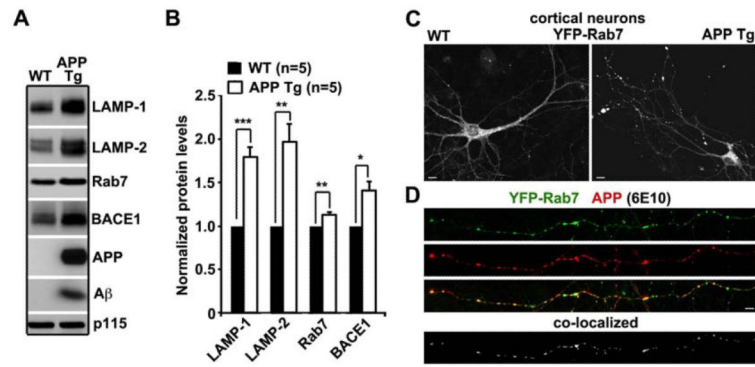 A
WT
APP
Tg
LAMP-1
LAMP-2
Rab7
BACE1
APP
Aβ
p115
B
WT (n=5)
APP Tg (n=5)
Normalized protein levels
2.5
2.0
1.5
1.0
0.5
0
***
**
**
*
LAMP-1
LAMP-2
Rab7
BACE1
C
cortical neurons
WT YFP-Rab7 APP Tg
D
YFP-Rab7 APP (6E10)
co-localized